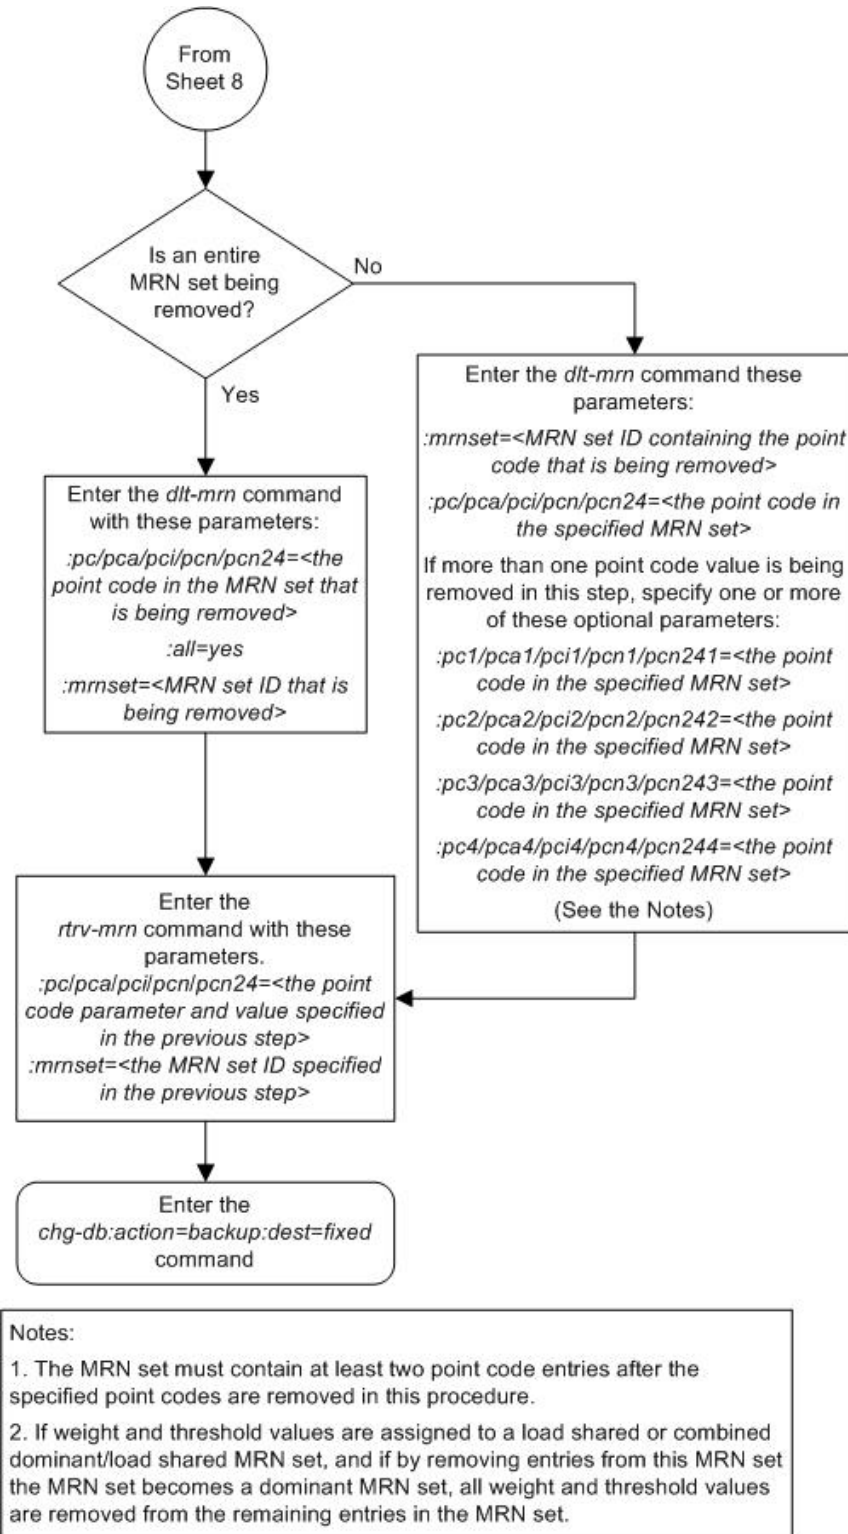 From
Sheet 8
Is an entire
MRN set being
removed?
No
Yes
Enter the dlt-mrn command
with these parameters:
:pc/pca/pci/pcn/pcn24=<the
point code in the MRN set that
is being removed>
:all=yes
:mrnset=<MRN set ID that is
being removed>
Enter the dlt-mrn command these
parameters:
:mrnset=<MRN set ID containing the point
code that is being removed>
:pc/pca/pci/pcn/pcn24=<the point code in
the specified MRN set>
If more than one point code value is being
removed in this step, specify one or more
of these optional parameters:
:pc1/pca1/pci1/pcn1/pcn241=<the point
code in the specified MRN set>
:pc2/pca2/pci2/pcn2/pcn242=<the point
code in the specified MRN set>
:pc3/pca3/pci3/pcn3/pcn243=<the point
code in the specified MRN set>
:pc4/pca4/pci4/pcn4/pcn244=<the point
code in the specified MRN set>
(See the Notes)
Enter the
rtrv-mrn command with these
parameters.
:pc/pca/pci/pcn/pcn24=<the point
code parameter and value specified
in the previous step>
:mrnset=<the MRN set ID specified
in the previous step>
Enter the
chg-db:action=backup:dest=fixed
command
Notes:
1. The MRN set must contain at least two point code entries after the
specified point codes are removed in this procedure.
2. If weight and threshold values are assigned to a load shared or combined
dominant/load shared MRN set, and if by removing entries from this MRN set
the MRN set becomes a dominant MRN set, all weight and threshold values
are removed from the remaining entries in the MRN set.